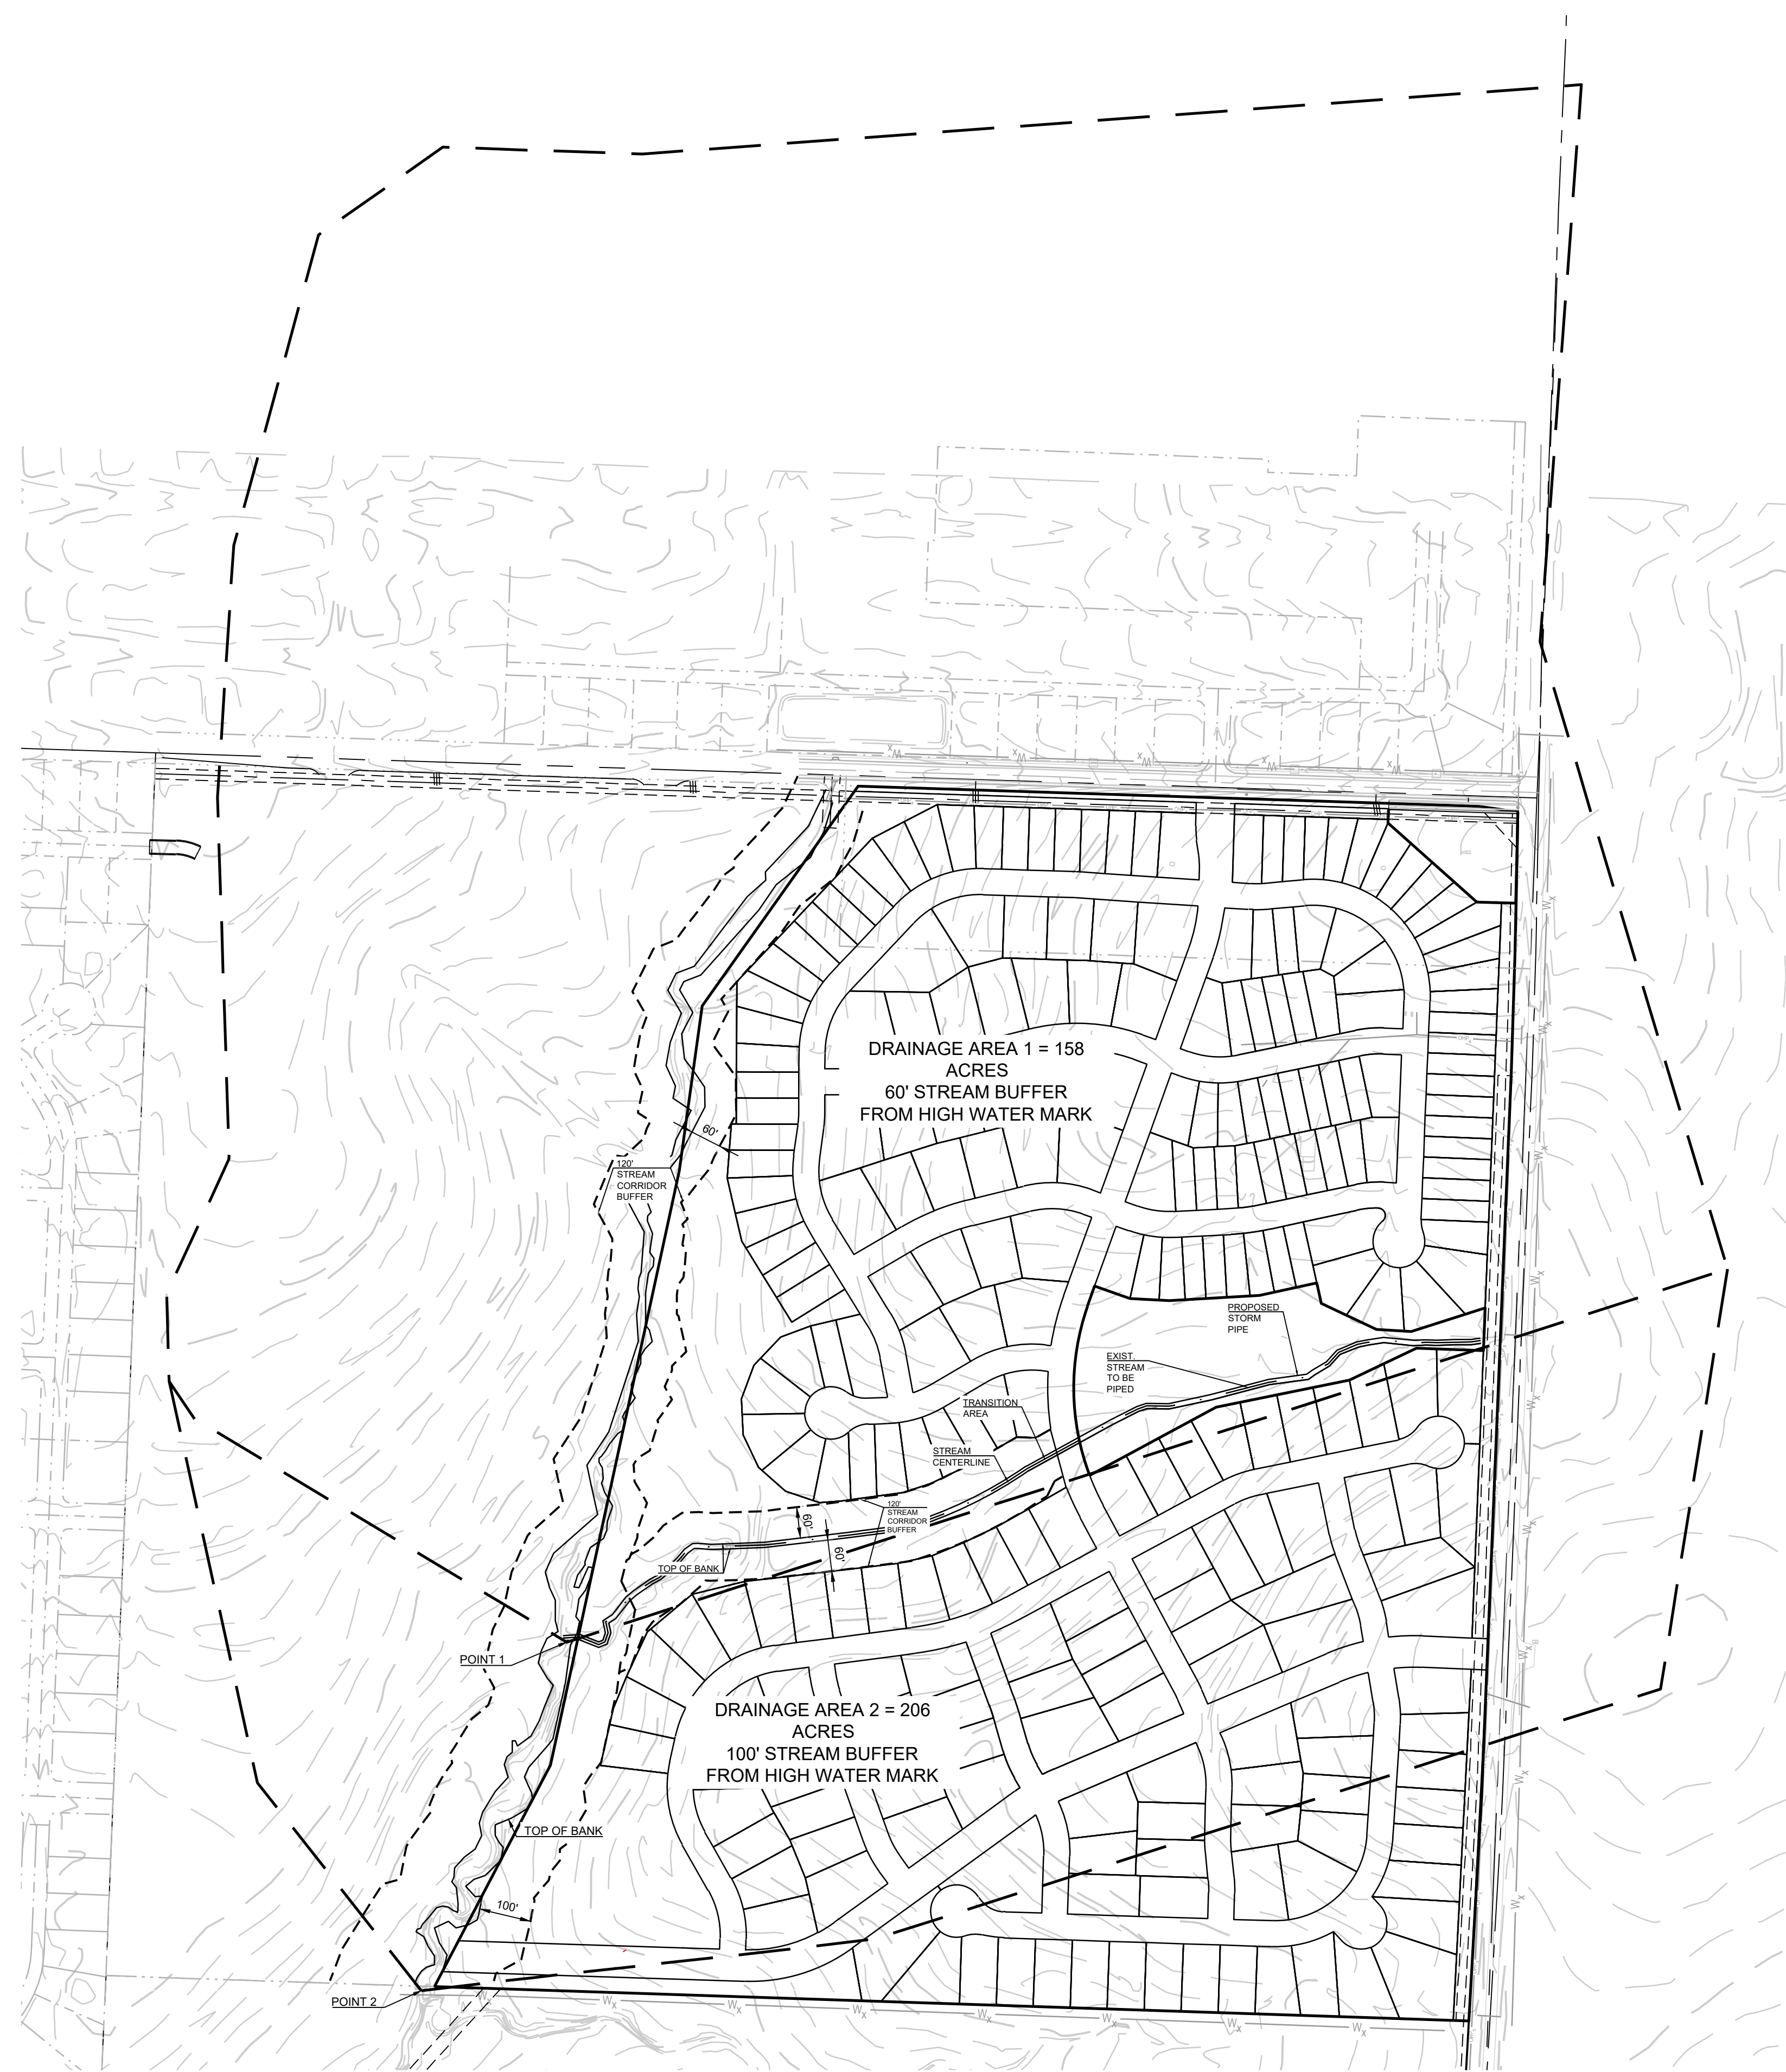 DRAINAGE AREA 1 = 158
ACRES
60' STREAM BUFFER
FROM HIGH WATER MARK
60'
120'
STREAM
CORRIDOR
BUFFER
PROPOSED
STORM
PIPE
EXIST.
STREAM
TO BE
PIPED
TRANSITION
AREA
STREAM
CENTERLINE
120'
STREAM
CORRIDOR
BUFFER
60'
60'
TOP OF BANK
POINT 1
DRAINAGE AREA 2 = 206
ACRES
100' STREAM BUFFER
FROM HIGH WATER MARK
TOP OF BANK
100'
POINT 2